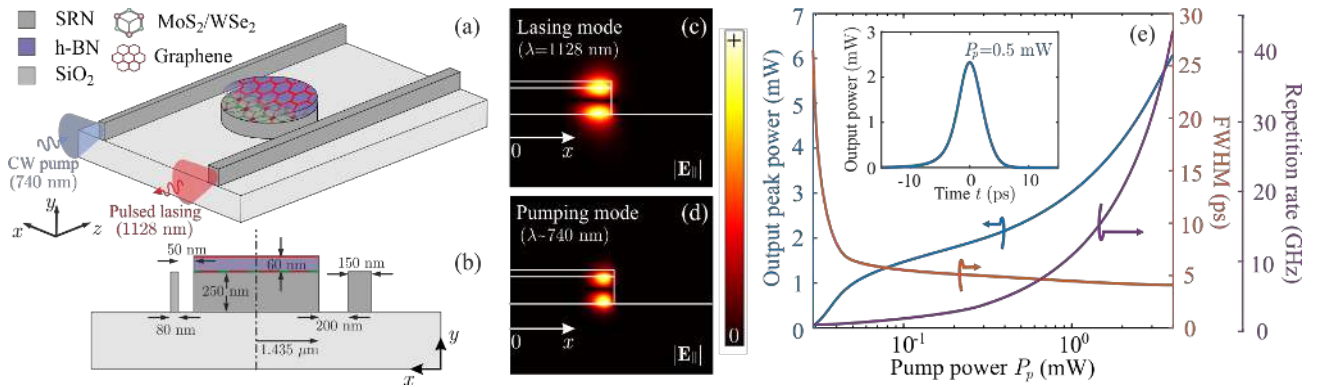 SRN
h-BN
SiO2
MoS2/WSe2
Graphene
(a)
CW pump
(740 nm)
Pulsed lasing
(1128 nm)
y
x
z
(b)
50 nm
60 nm
150 nm
250 nm
80 nm
200 nm
1.435 μm
y
x
Lasing mode
(λ=1128 nm)
(c)
0
x
|E∥|
Pumping mode
(λ~740 nm)
(d)
0
x
|E∥|
+
0
(e)
Output peak power (mW)
7
6
5
4
3
2
1
0
Output power (mW)
3
2
1
0
Pp=0.5 mW
-10
0
10
Time t (ps)
10-1
100
Pump power Pp (mW)
30
25
20
15
10
5
0
FWHM (ps)
40
30
20
10
0
Repetition rate (GHz)